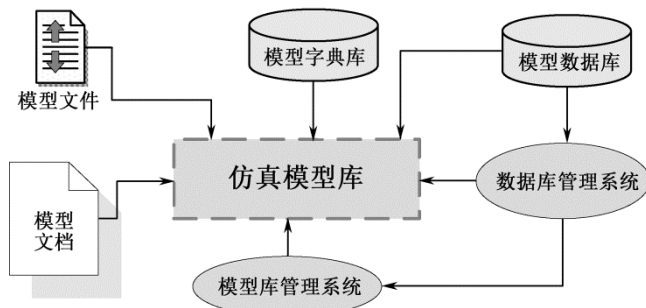 模型文件
模型字典库
模型数据库
仿真模型库
数据库管理系统
模型
文档
模型库管理系统